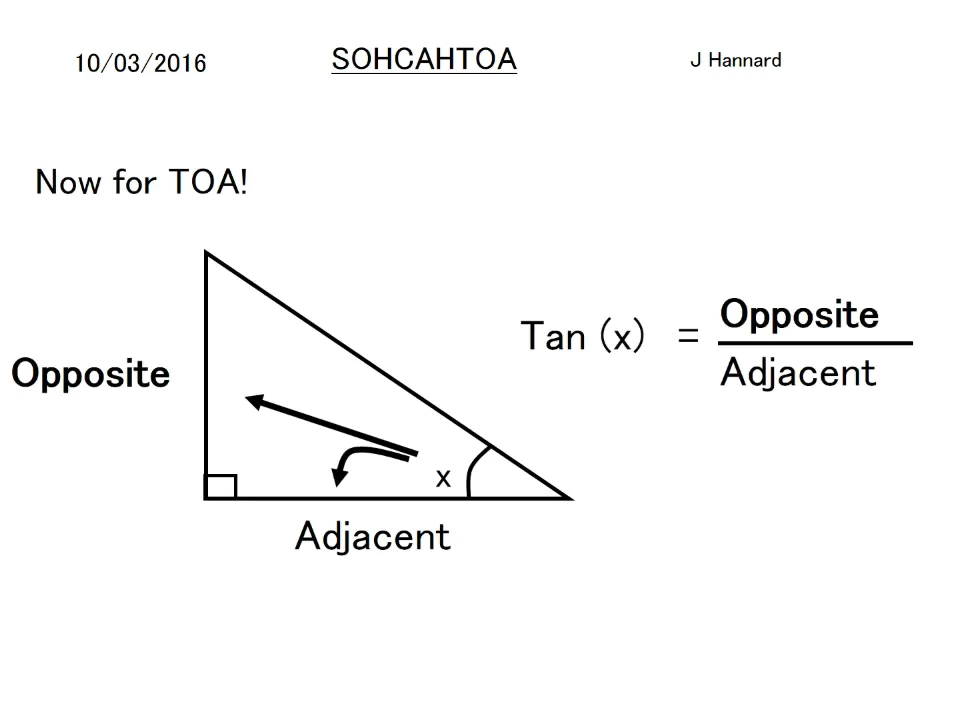 10/03/2016 SOHCAHTOA J Hannard
Now for TOA!
Opposite
Tan (x) = Opposite
Adjacent
x
Adjacent